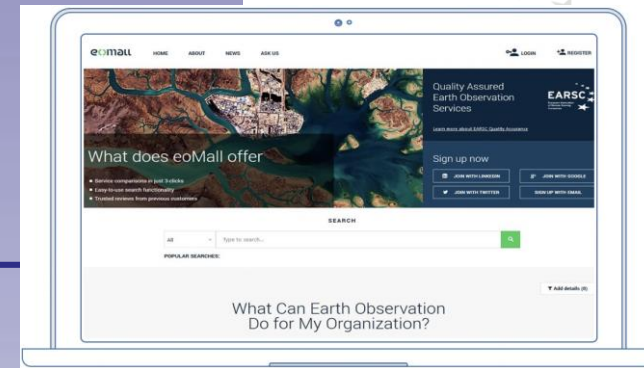 eomall
HOME ABOUT NEWS ASK US
LOGIN REGISTER
What does eoMall offer
Service comparisons in just 3 clicks
Easy-to-use search functionality
Trusted reviews from previous customers
Quality Assured
Earth Observation
Services
EARSC
Learn more about EARSC Quality Assurance
Sign up now
JOIN WITH LINKEDIN JOIN WITH GOOGLE
JOIN WITH TWITTER SIGN UP WITH EMAIL
SEARCH
All Type to search...
POPULAR SEARCHES:
Add details (0)
What Can Earth Observation
Do for My Organization?